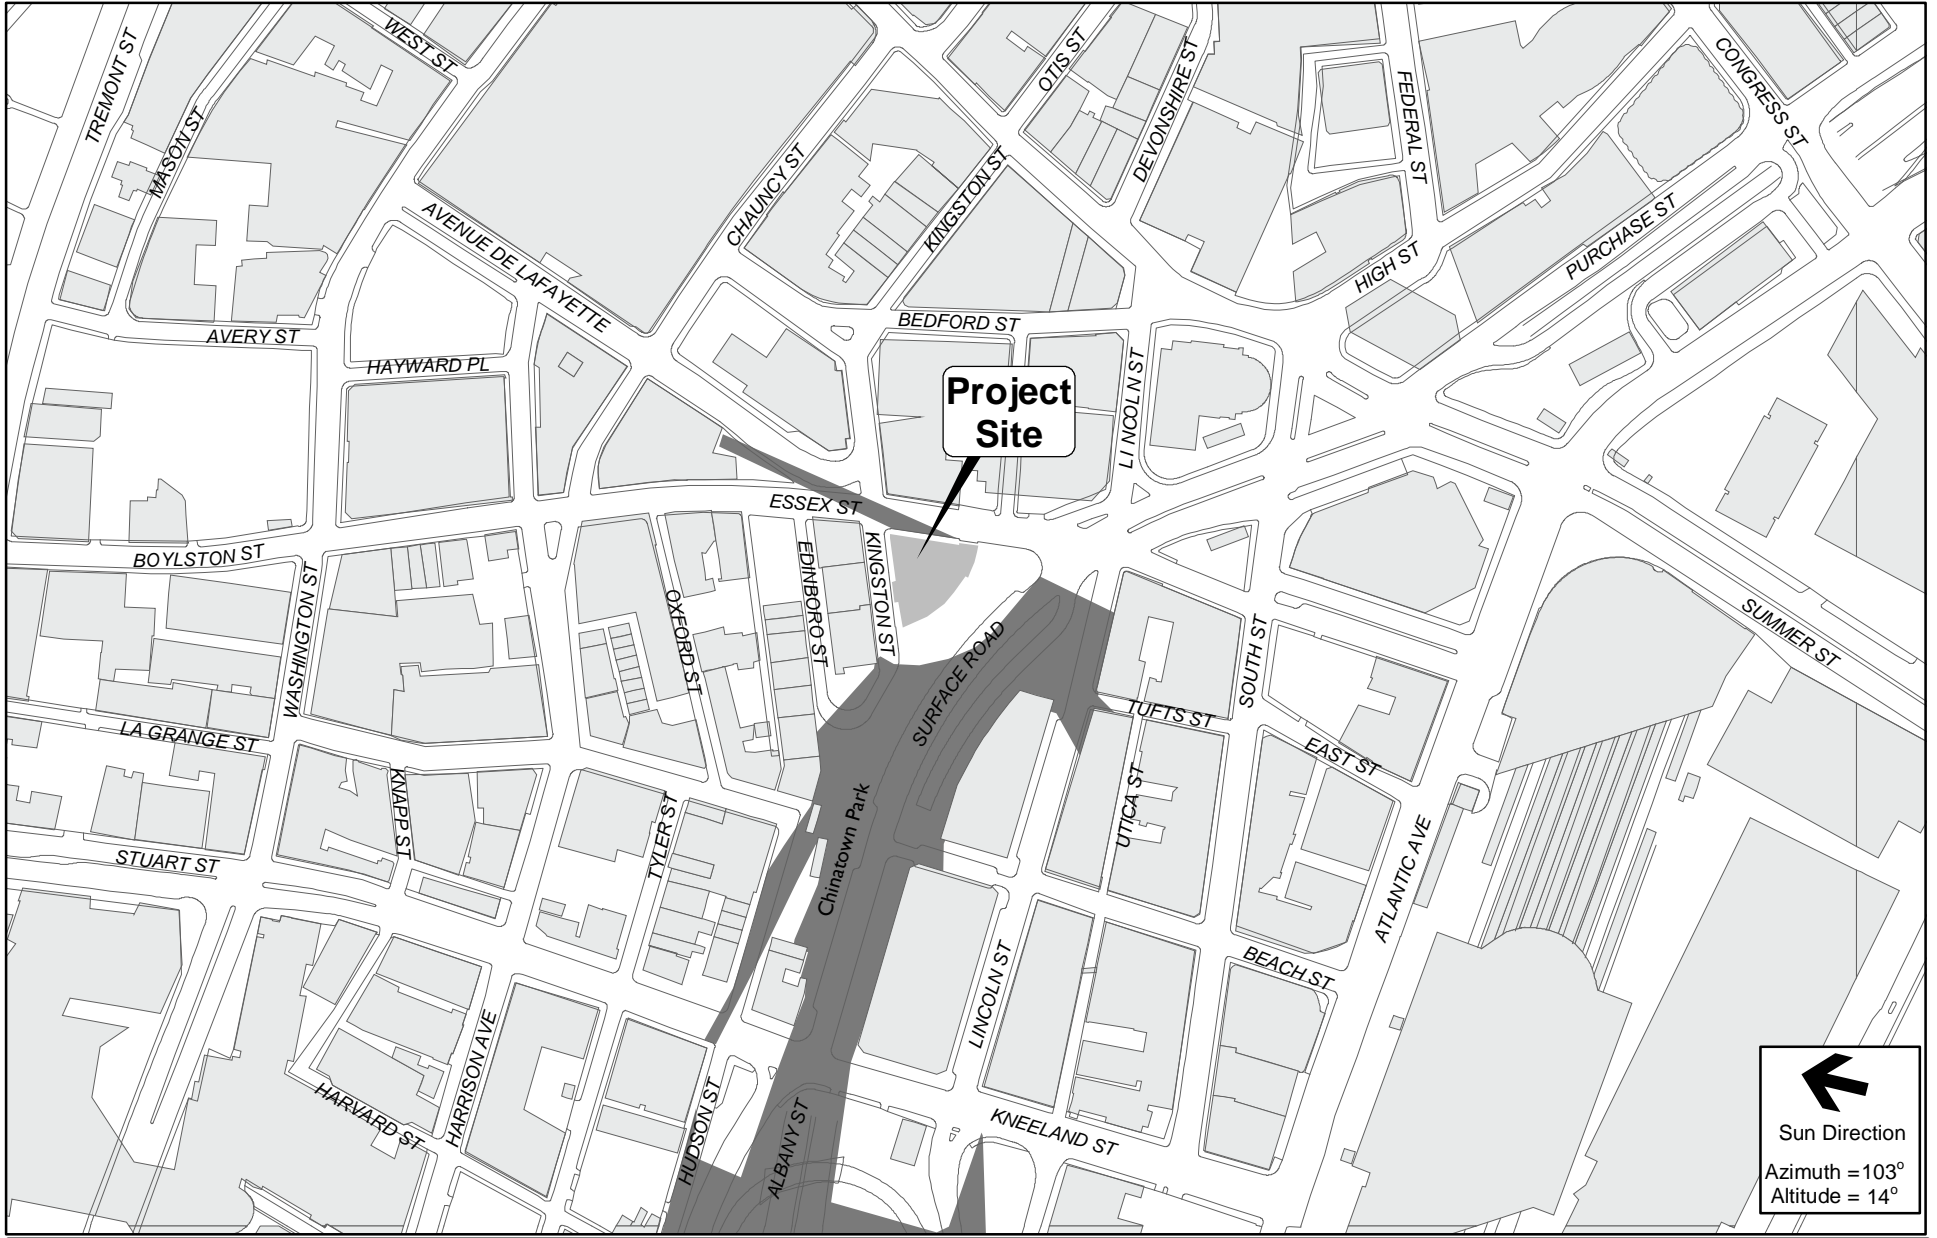 WEST ST
TREMONT ST
MASON ST
OTIS ST
DEVONSHIRE ST
FEDERAL ST
CONGRESS ST
CHAUNCY ST
KINGSTON ST
AVENUE DE LAFAYETTE
PURCHASE ST
HIGH ST
AVERY ST
BEDFORD ST
HAYWARD PL
LINCOLN ST
Project
Site
ESSEX ST
BOYLSTON ST
WASHINGTON ST
EDINBORO ST
KINGSTON ST
OXFORD ST
SURFACE ROAD
SOUTH ST
SUMMER ST
TUFTS ST
LA GRANGE ST
EAST ST
KNAPP ST
TYLER ST
Chinatown Park
UTICA ST
ATLANTIC AVE
STUART ST
BEACH ST
LINCOLN ST
HARRISON AVE
HARVARD ST
HUDSON ST
ALBANY ST
KNEELAND ST
Sun Direction
Azimuth =103°
Altitude = 14°